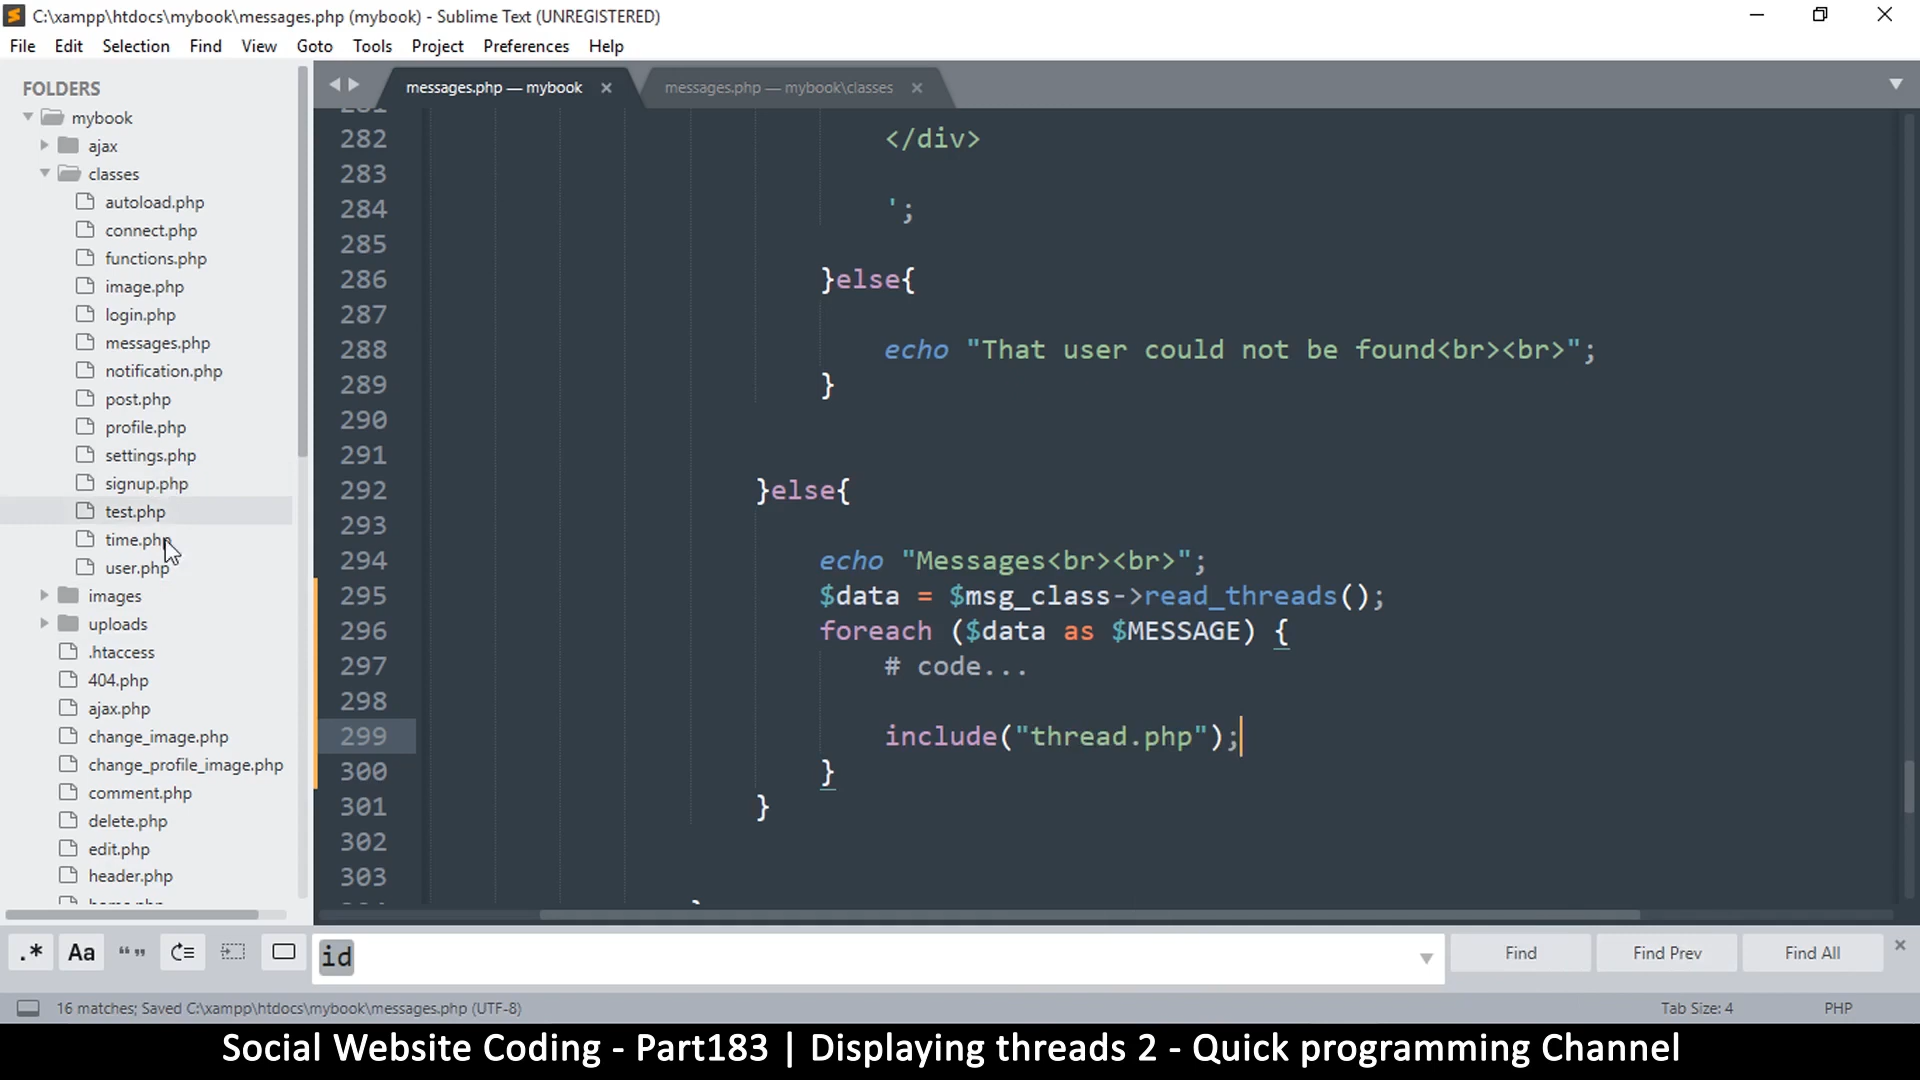 C:\xampp\htdocs\mybook\messages.php (mybook) - Sublime Text (UNREGISTERED)
File Edit Selection Find View Goto Tools Project Preferences Help
FOLDERS
mybook
ajax
classes
autoload.php
connect.php
functions.php
image.php
login.php
messages.php
notification.php
post.php
profile.php
settings.php
signup.php
test.php
time.php
user.php
images
uploads
.htaccess
404.php
ajax.php
change_image.php
change_profile_image.php
comment.php
delete.php
edit.php
header.php
messages.php — mybook × messages.php — mybook\classes ×
282 </div>
283
284 ';
285
286 }else{
287
288 echo "That user could not be found<br><br>";
289 }
290
291
292 }else{
293
294 echo "Messages<br><br>";
295 $data = $msg_class->read_threads();
296 foreach ($data as $MESSAGE) {
297 # code...
298
299 include("thread.php");
300 }
301 }
302
303
.* Aa “” id Find Find Prev Find All ×
16 matches; Saved C:\xampp\htdocs\mybook\messages.php (UTF-8) Tab Size: 4 PHP
Social Website Coding - Part183 | Displaying threads 2 - Quick programming Channel